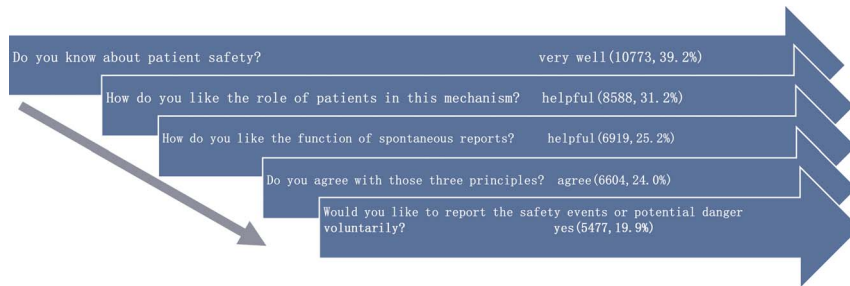 Do you know about patient safety? very well(10773,39.2%)
How do you like the role of patients in this mechanism? helpful(8588,31.2%)
How do you like the function of spontaneous reports? helpful(6919,25.2%)
Do you agree with those three principles? agree(6604,24.0%)
Would you like to report the safety events or potential danger
voluntarily? yes(5477,19.9%)